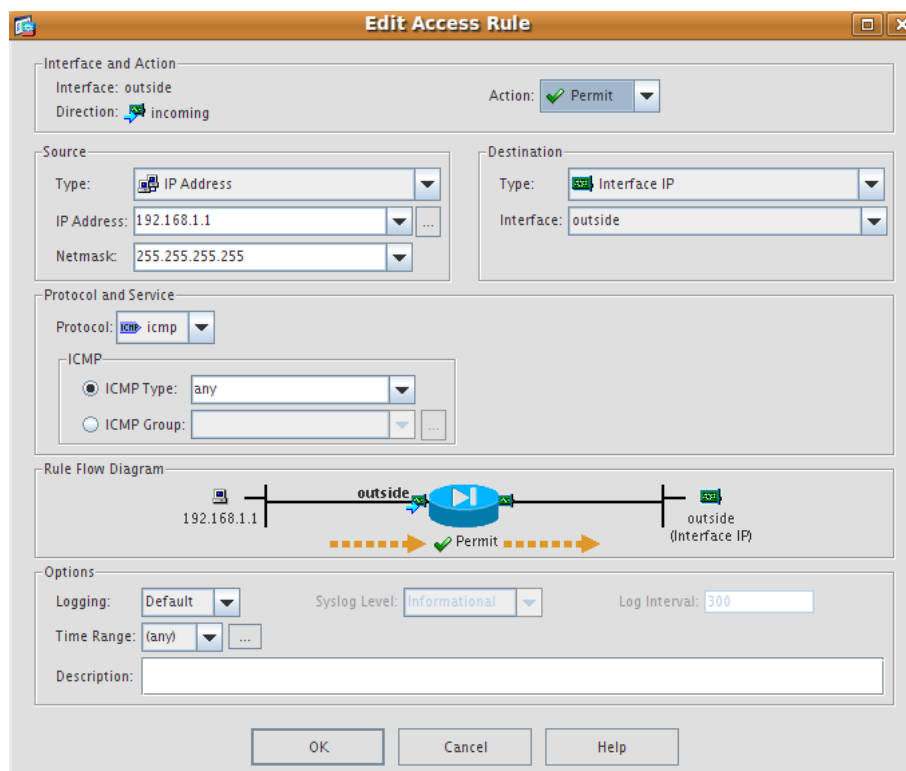 Edit Access Rule
Interface and Action
Interface: outside
Direction: incoming
Action: Permit
Source
Type: IP Address
IP Address: 192.168.1.1 ...
Netmask: 255.255.255.255
Destination
Type: Interface IP
Interface: outside
Protocol and Service
Protocol: ICMP icmp
ICMP
ICMP Type: any
ICMP Group: ...
Rule Flow Diagram
outside
192.168.1.1
outside
(Interface IP)
Permit
Options
Logging: Default Syslog Level: Informational Log Interval: 300
Time Range: (any) ...
Description:
OK Cancel Help